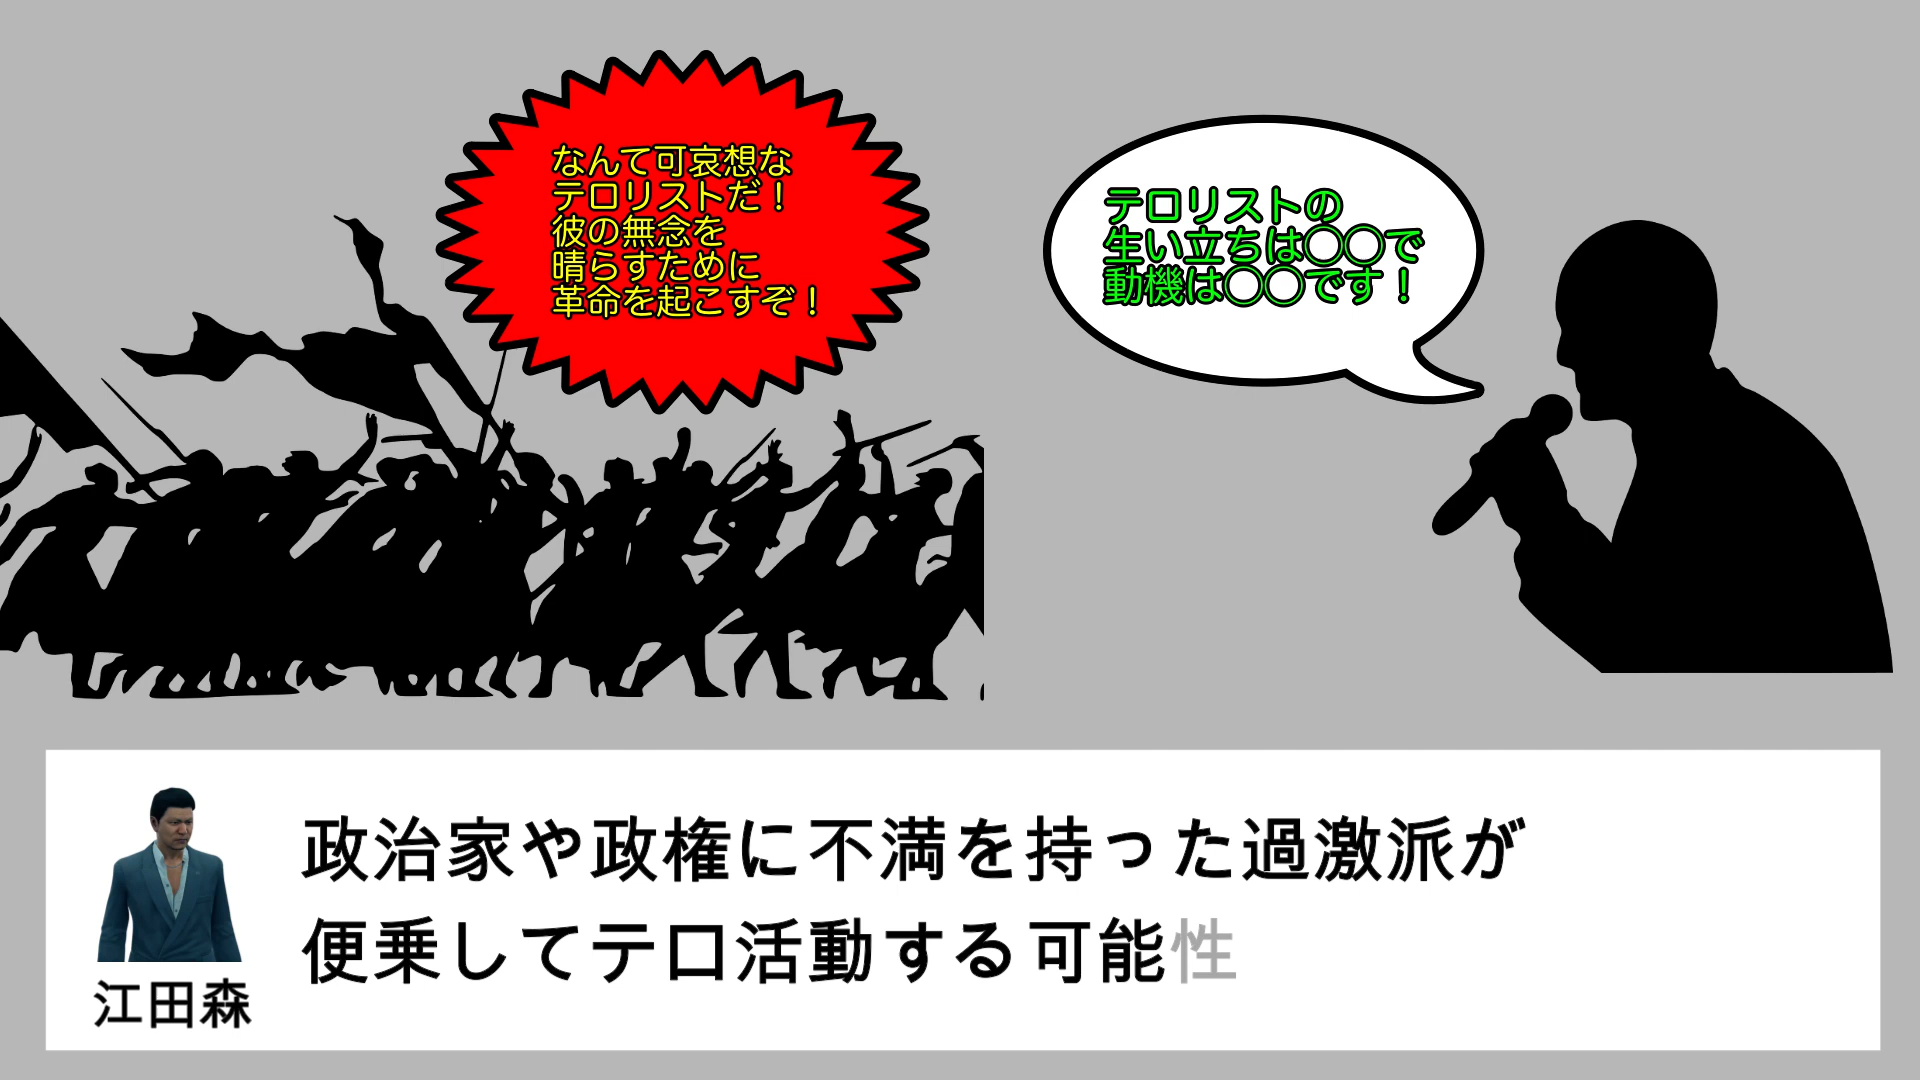 なんて可哀想な
テロリストだ！
彼の無念を
晴らすために
革命を起こすぞ！
テロリストの
生い立ちは○○で
動機は○○です！
政治家や政権に不満を持った過激派が
便乗してテロ活動する可能性
江田森